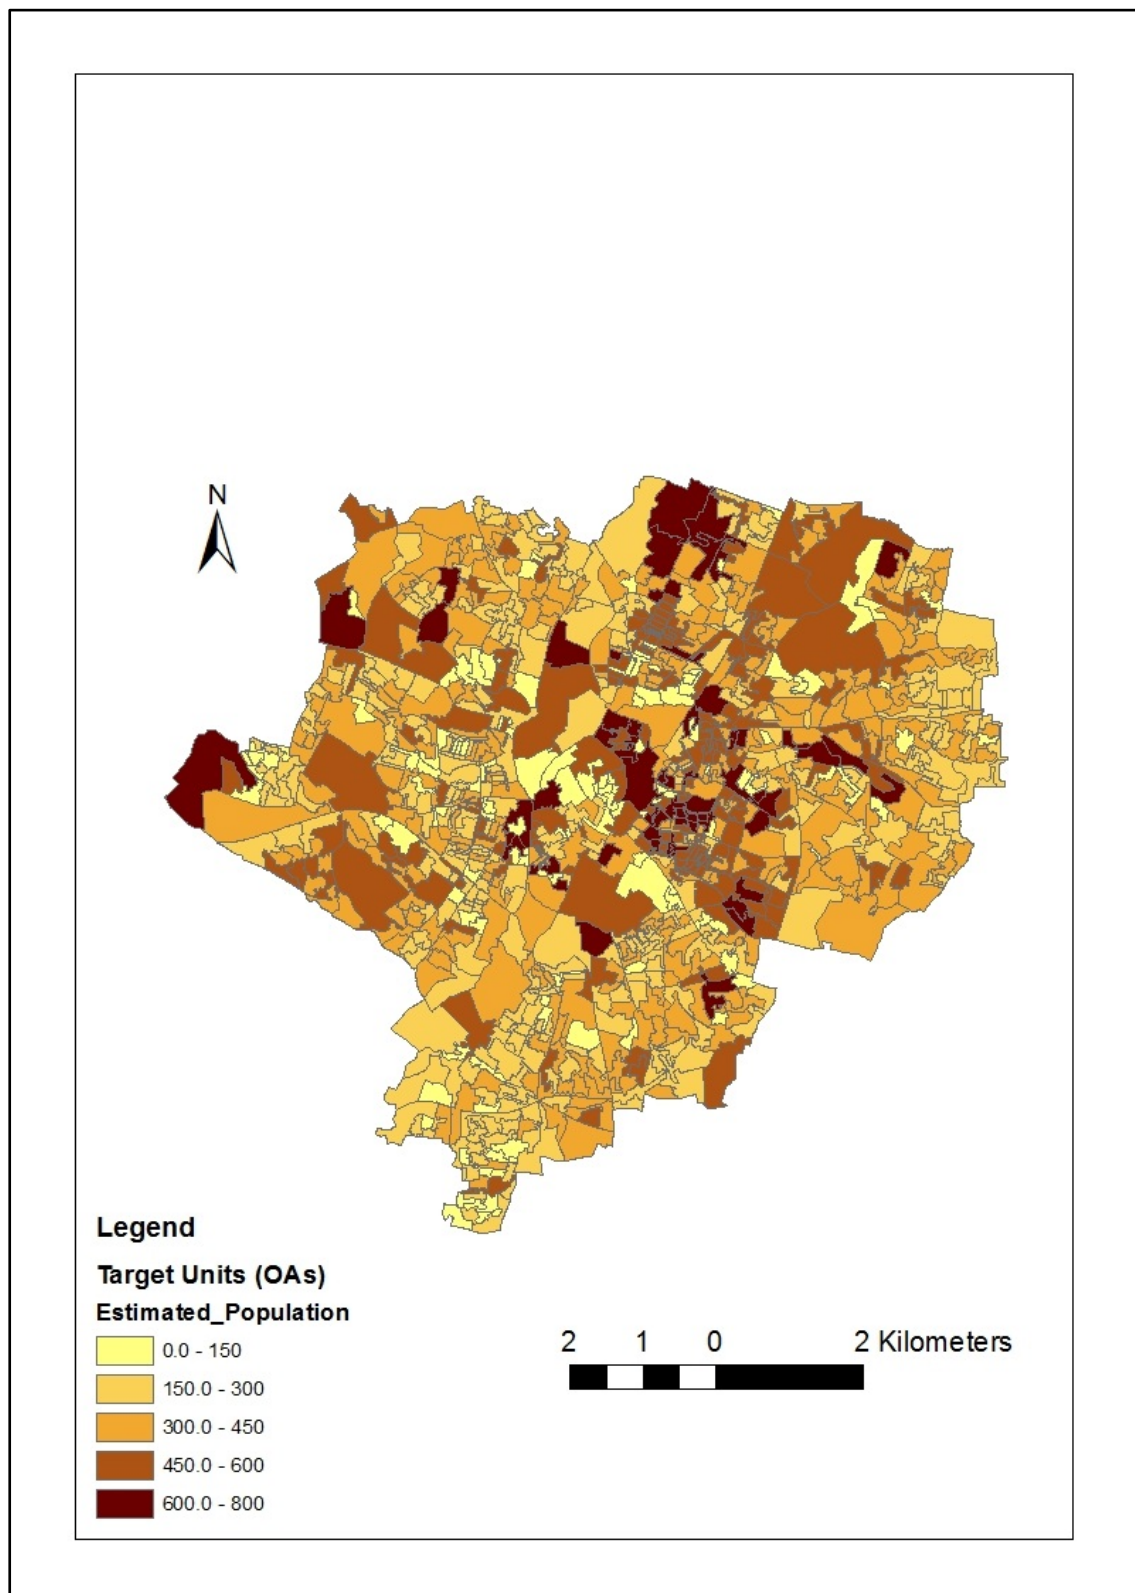 N
Legend
Target Units (OAs)
Estimated_Population
0.0 - 150
150.0 - 300
300.0 - 450
450.0 - 600
600.0 - 800
2 1 0 2 Kilometers